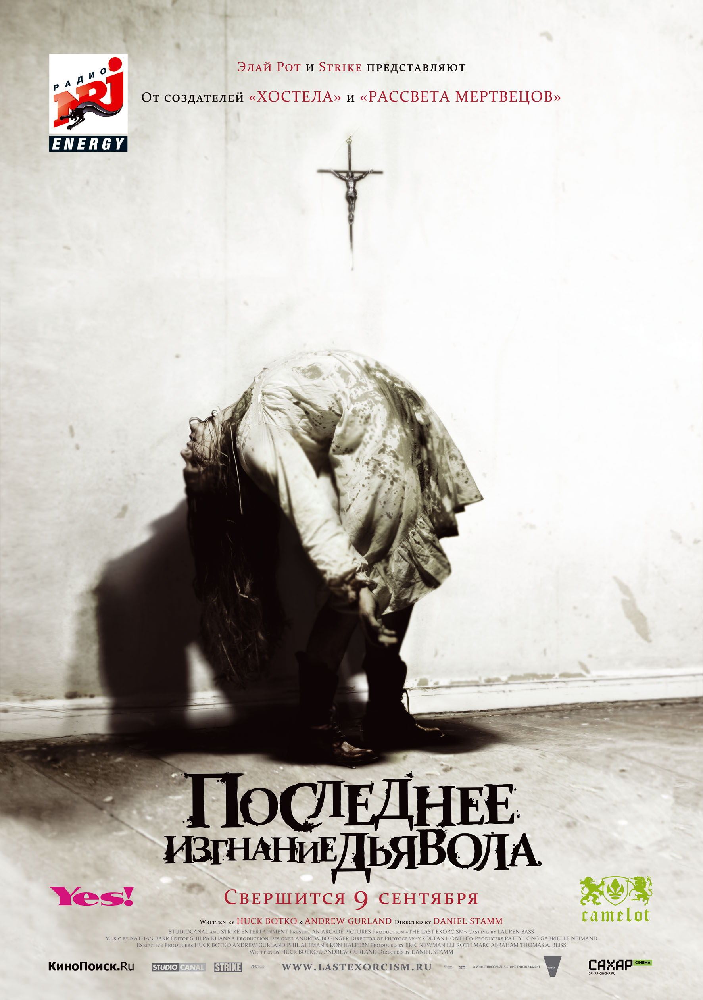 РАДИО
NRJ
ENERGY
Элай Рот и Strike представляют
От создателей «ХОСТЕЛА» и «РАССВЕТА МЕРТВЕЦОВ»
ПОСЛЕДНЕЕ
ИЗГНАНИЕ ДЬЯВОЛА
Yes!
Свершится 9 сентября
camelot
Written by HUCK BOTKO & ANDREW GURLAND Directed by DANIEL STAMM
STUDIOCANAL and STRIKE ENTERTAINMENT Present AN ARCADE PICTURES Production «THE LAST EXORCISM» Casting by LAUREN BASS
Music by NATHAN BARR Editor SHILPA KHANNA Production Designer ANDREW BOFINGER Director of Photography ZOLTAN HONTI Co-Producers PATTY LONG GABRIELLE NEIMAND
Executive Producers HUCK BOTKO ANDREW GURLAND PHIL ALTMANN RON HALPERN Produced by ERIC NEWMAN ELI ROTH MARC ABRAHAM THOMAS A. BLISS
Written by HUCK BOTKO & ANDREW GURLAND Directed by DANIEL STAMM
КиноПоиск.Ru
STUDIO CANAL
STRIKE
SDDS
WWW.LASTEXORCISM.RU
dts
© 2010 STUDIOCANAL & STRIKE ENTERTAINMENT
ВОЛЬГА
САХАР CINEMA
SAHAR-CINEMA.RU